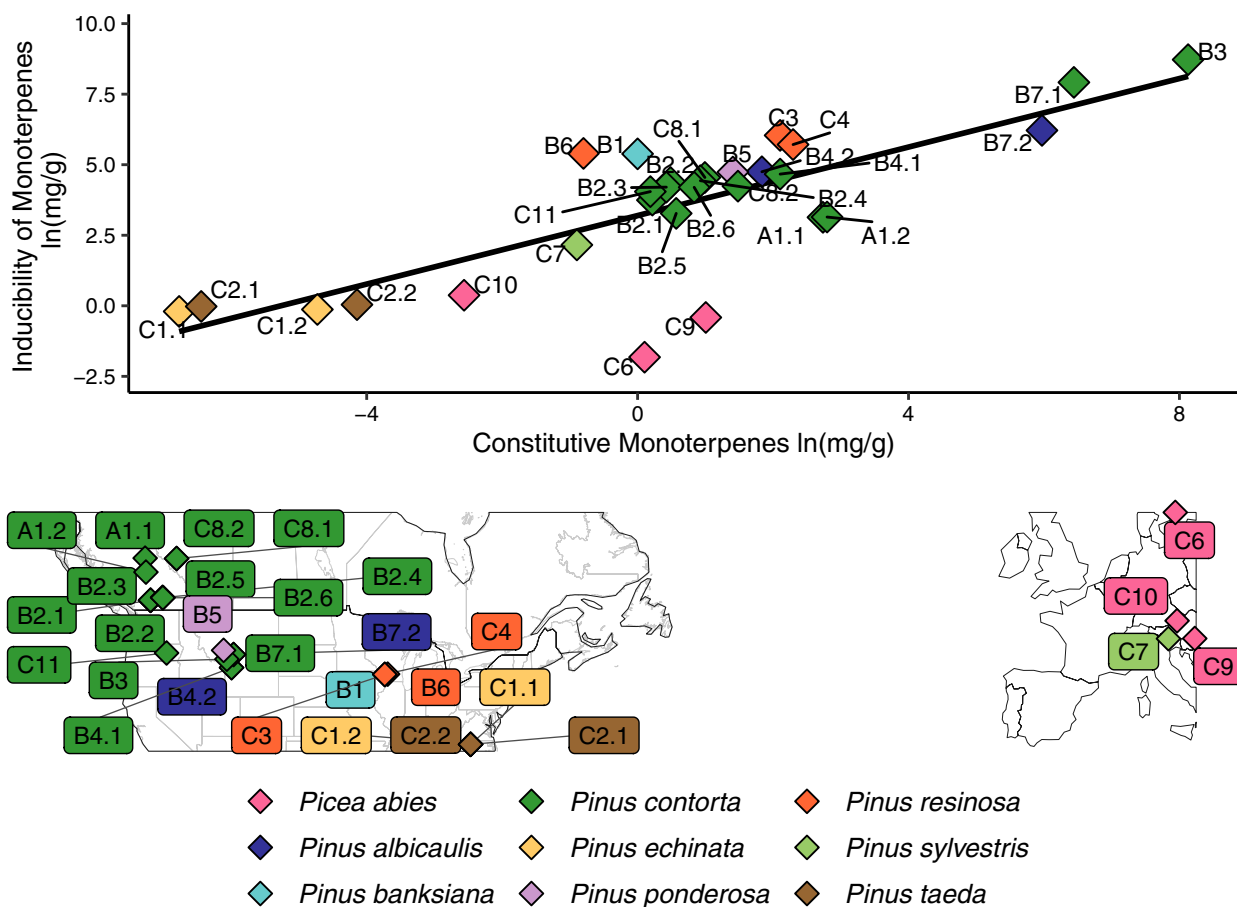 Inducibility of Monoterpenes
ln(mg/g)
10.0
7.5
5.0
2.5
0.0
−2.5
B3
B7.1
B7.2
C3
C4
C8.1
B6
B1
B5
B2.2
B4.2
B4.1
B2.3
C8.2
B2.4
C11
B2.1
B2.6
A1.1
A1.2
C7
B2.5
C10
C2.1
C2.2
C1.1
C1.2
C9
C6
−4
0
4
8
Constitutive Monoterpenes ln(mg/g)
A1.2
A1.1
C8.2
C8.1
B2.3
B2.5
B2.4
B2.1
B5
B2.6
B2.2
B7.2
C4
C11
B7.1
B3
B4.2
B1
B6
C1.1
B4.1
C3
C1.2
C2.2
C2.1
C6
C10
C7
C9
Picea abies
Pinus contorta
Pinus resinosa
Pinus albicaulis
Pinus echinata
Pinus sylvestris
Pinus banksiana
Pinus ponderosa
Pinus taeda